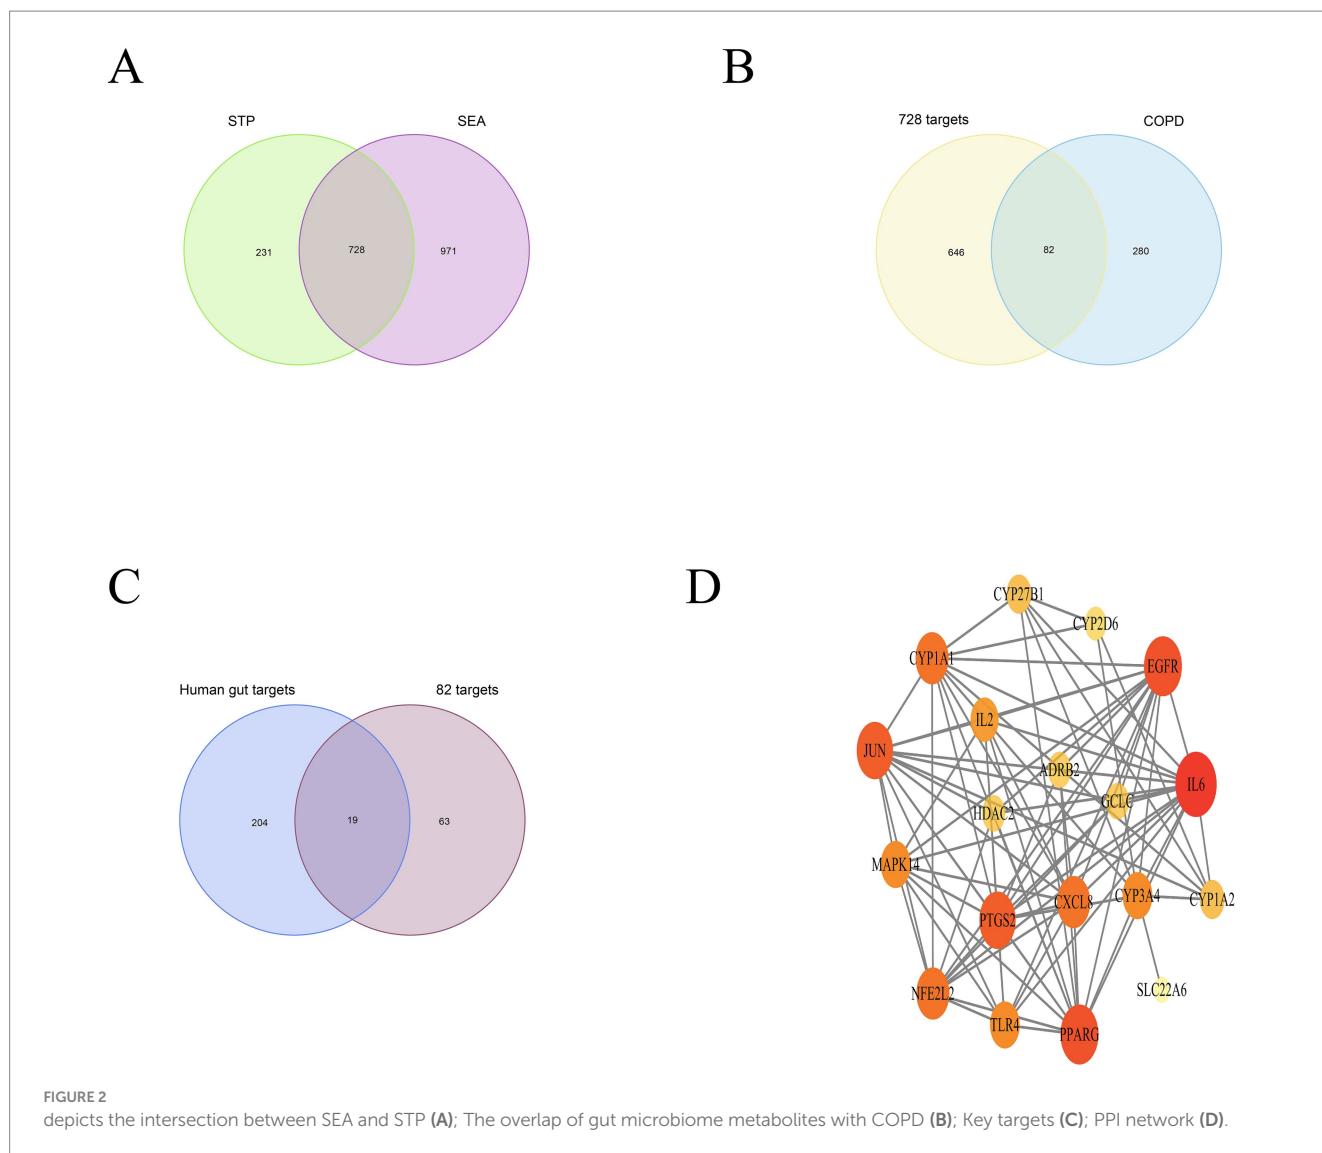 A
B
STP
SEA
231
728
971
728 targets
COPD
646
82
280
C
D
Human gut targets
82 targets
204
19
63
CYP27B1
CYP2D6
CYP1A1
EGFR
IL2
JUN
ADRB2
IL6
GCLC
HDAC2
MAPK14
CYP3A4
CYP1A2
CXCL8
PTGS2
SLC22A6
NFE2L2
TLR4
PPARG
FIGURE 2
depicts the intersection between SEA and STP (A); The overlap of gut microbiome metabolites with COPD (B); Key targets (C); PPI network (D).